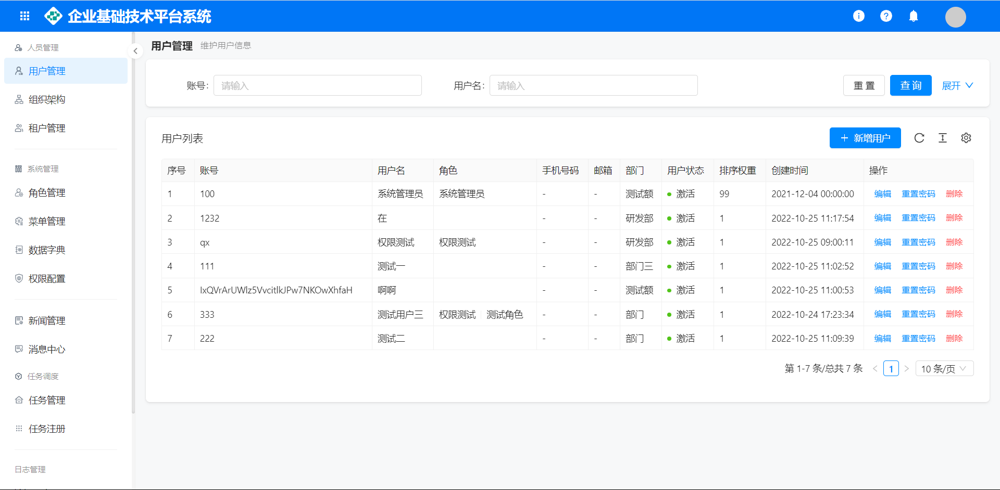 企业基础技术平台系统
人员管理
用户管理
组织架构
租户管理
系统管理
角色管理
菜单管理
数据字典
权限配置
新闻管理
消息中心
任务调度
任务管理
任务注册
日志管理
用户管理 维护用户信息
账号: 请输入 用户名: 请输入 重 置 查 询 展开
用户列表 新增用户
序号 账号 用户名 角色 手机号码 邮箱 部门 用户状态 排序权重 创建时间 操作
1 100 系统管理员 系统管理员 - - 测试额 激活 99 2021-12-04 00:00:00 编辑 重置密码 删除
2 1232 在 - - 研发部 激活 1 2022-10-25 11:17:54 编辑 重置密码 删除
3 qx 权限测试 权限测试 - - 研发部 激活 1 2022-10-25 09:00:11 编辑 重置密码 删除
4 111 测试一 - - 部门三 激活 1 2022-10-25 11:02:52 编辑 重置密码 删除
5 IxQVrArUWlz5VvcitlkJPw7NKOwXhfaH 啊啊 - - 测试额 激活 1 2022-10-25 11:00:53 编辑 重置密码 删除
6 333 测试用户三 权限测试 测试角色 - - 部门 激活 1 2022-10-24 17:23:34 编辑 重置密码 删除
7 222 测试二 - - 部门 激活 1 2022-10-25 11:09:39 编辑 重置密码 删除
第 1-7 条/总共 7 条 < 1 > 10 条/页